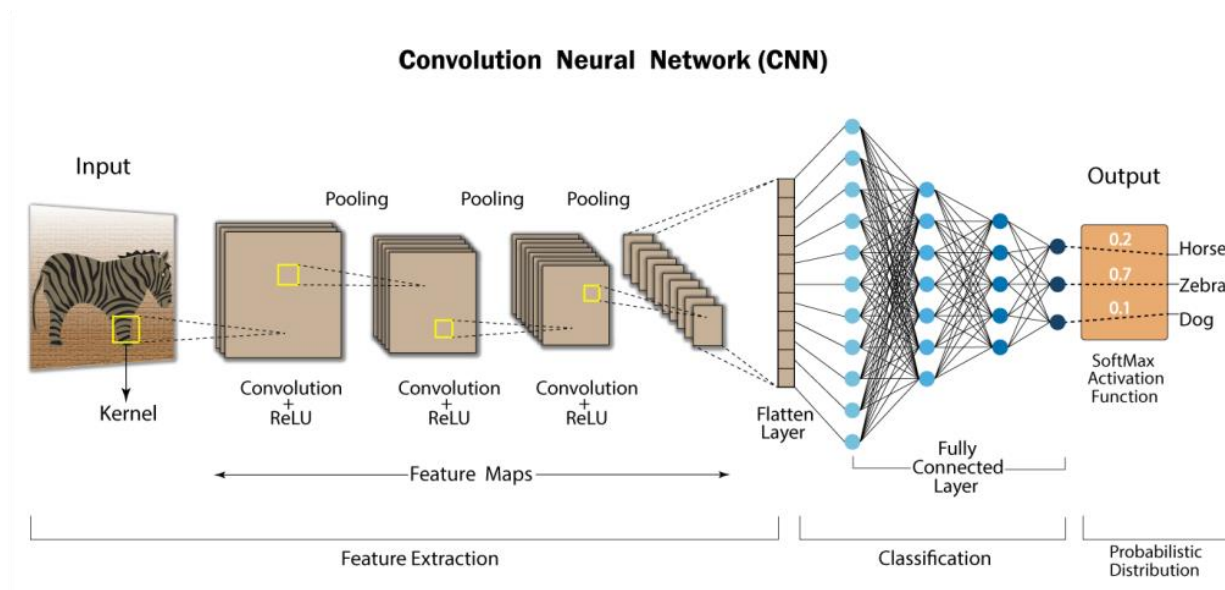 Convolution Neural Network (CNN)
Input
Kernel
Pooling
Pooling
Pooling
Convolution
+
ReLU
Convolution
+
ReLU
Convolution
+
ReLU
Feature Maps
Flatten
Layer
Fully
Connected
Layer
Output
0.2
Horse
0.7
Zebra
0.1
Dog
SoftMax
Activation
Function
Feature Extraction
Classification
Probabilistic
Distribution